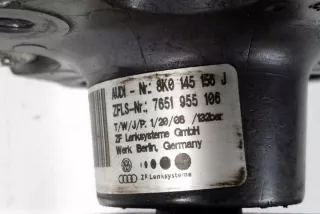 AUDI - Nr.: 8K0 145 156 J
ZFLS-Nr.: 7651 955 106
T/W/J/P: 1/20/08 /132bar
ZF Lenksysteme GmbH
Werk Berlin, Germany
ZF Lenksysteme